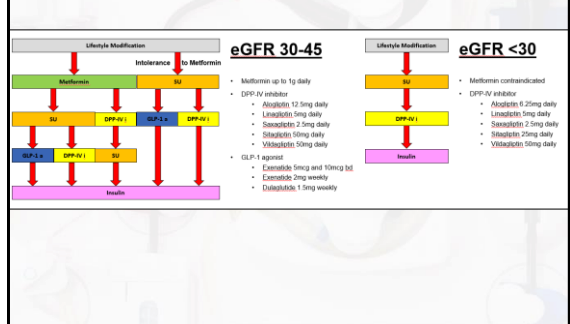 Lifestyle Modification
Intolerance to Metformin
Metformin
SU
SU
DPP-IV i
GLP-1 a
DPP-IV i
GLP-1 a
DPP-IV i
SU
Insulin
eGFR 30-45
• Metformin up to 1g daily
• DPP-IV inhibitor
• Alogliptin 12.5mg daily
• Linagliptin 5mg daily
• Saxagliptin 2.5mg daily
• Sitagliptin 50mg daily
• Vildagliptin 50mg daily
• GLP-1 agonist
• Exenatide 5mcg and 10mcg bd
• Exenatide 2mg weekly
• Dulaglutide 1.5mg weekly
Lifestyle Modification
SU
DPP-IV i
Insulin
eGFR <30
• Metformin contraindicated
• DPP-IV inhibitor
• Alogliptin 6.25mg daily
• Linagliptin 5mg daily
• Saxagliptin 2.5mg daily
• Sitagliptin 25mg daily
• Vildagliptin 50mg daily